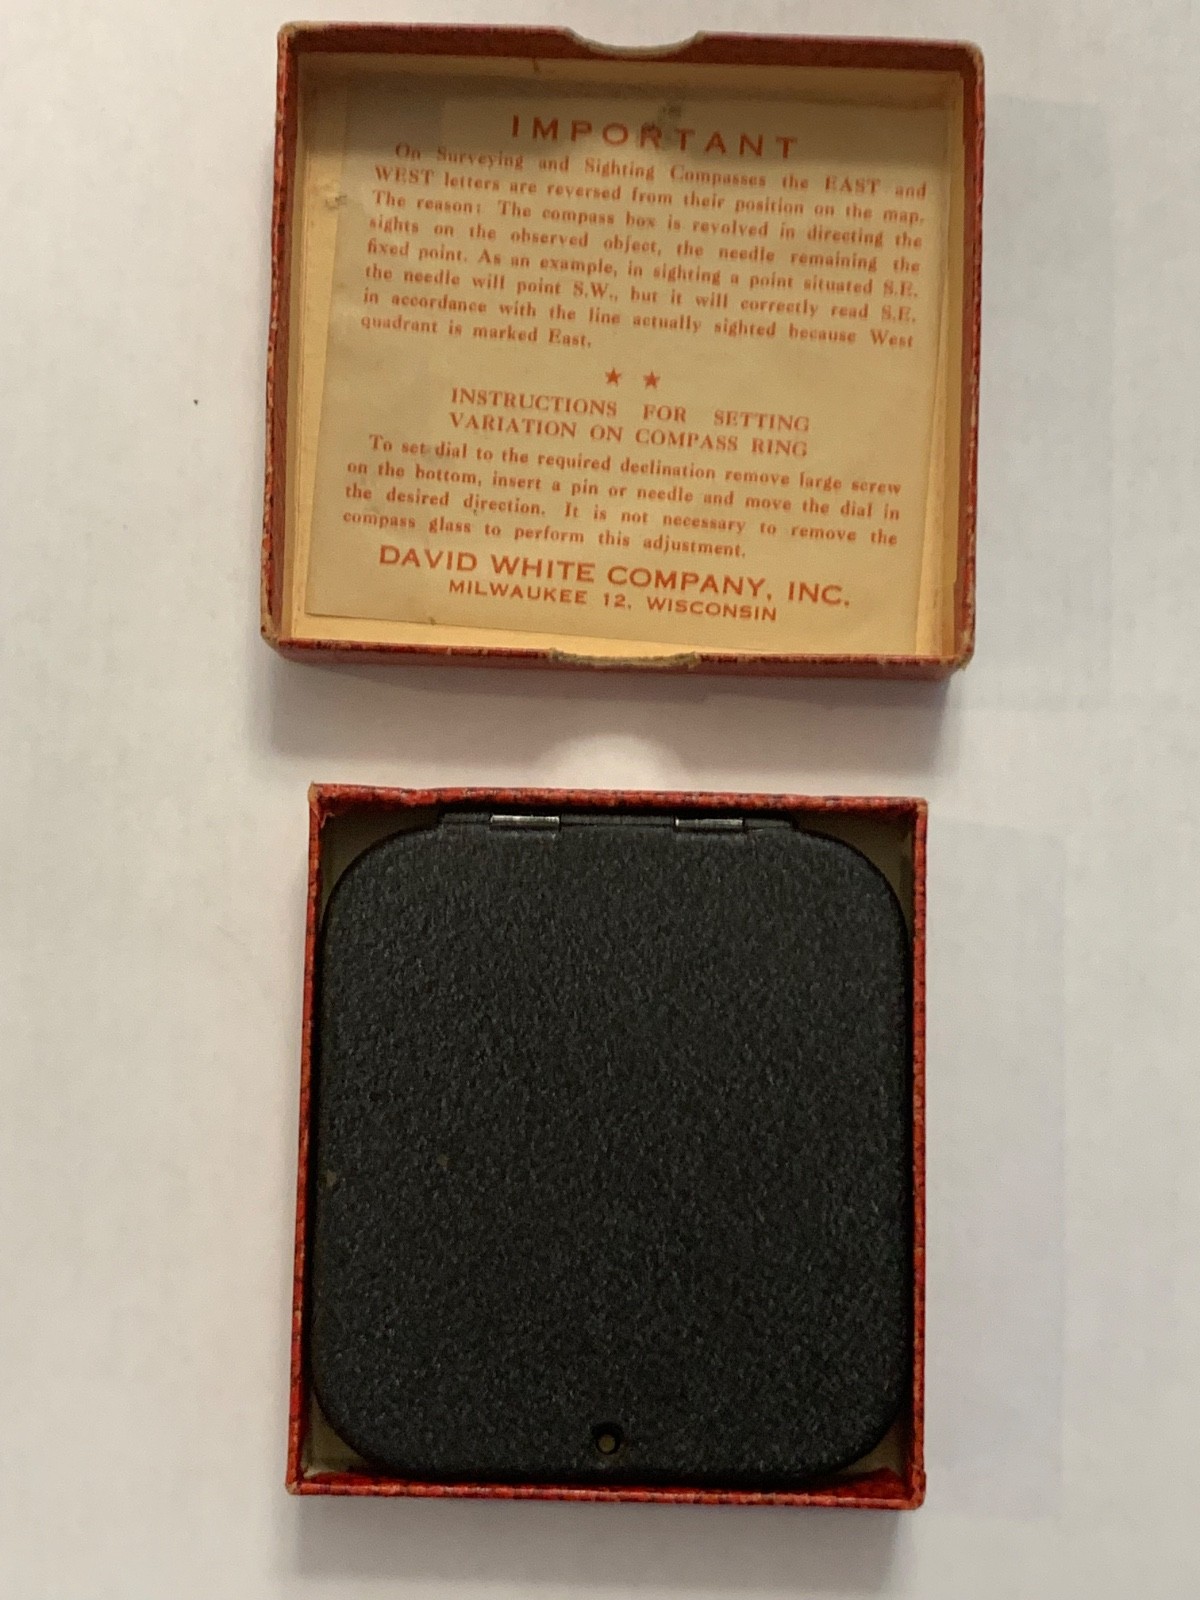 IMPORTANT
On Surveying and Sighting Compasses the EAST and
WEST letters are reversed from their position on the map.
The reason: The compass box is revolved in directing the
sights on the observed object, the needle remaining the
fixed point. As an example, in sighting a point situated S.E.
the needle will point S.W., but it will correctly read S.E.
in accordance with the line actually sighted because West
quadrant is marked East.
★ ★
INSTRUCTIONS FOR SETTING
VARIATION ON COMPASS RING
To set dial to the required declination remove large screw
on the bottom, insert a pin or needle and move the dial in
the desired direction. It is not necessary to remove the
compass glass to perform this adjustment.
DAVID WHITE COMPANY, INC.
MILWAUKEE 12, WISCONSIN